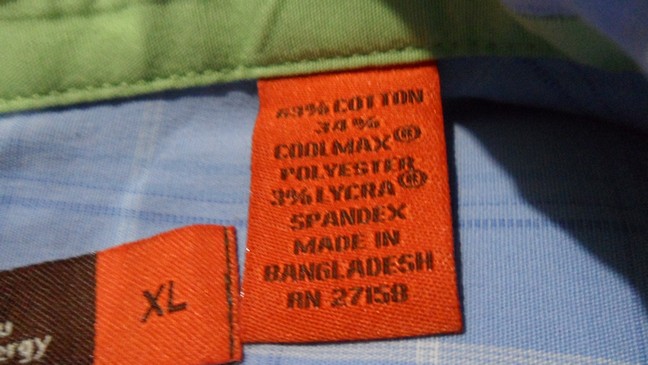 63% COTTON
34%
COOLMAX®
POLYESTER
3% LYCRA®
SPANDEX
MADE IN
BANGLADESH
RN 27158
XL
ergy